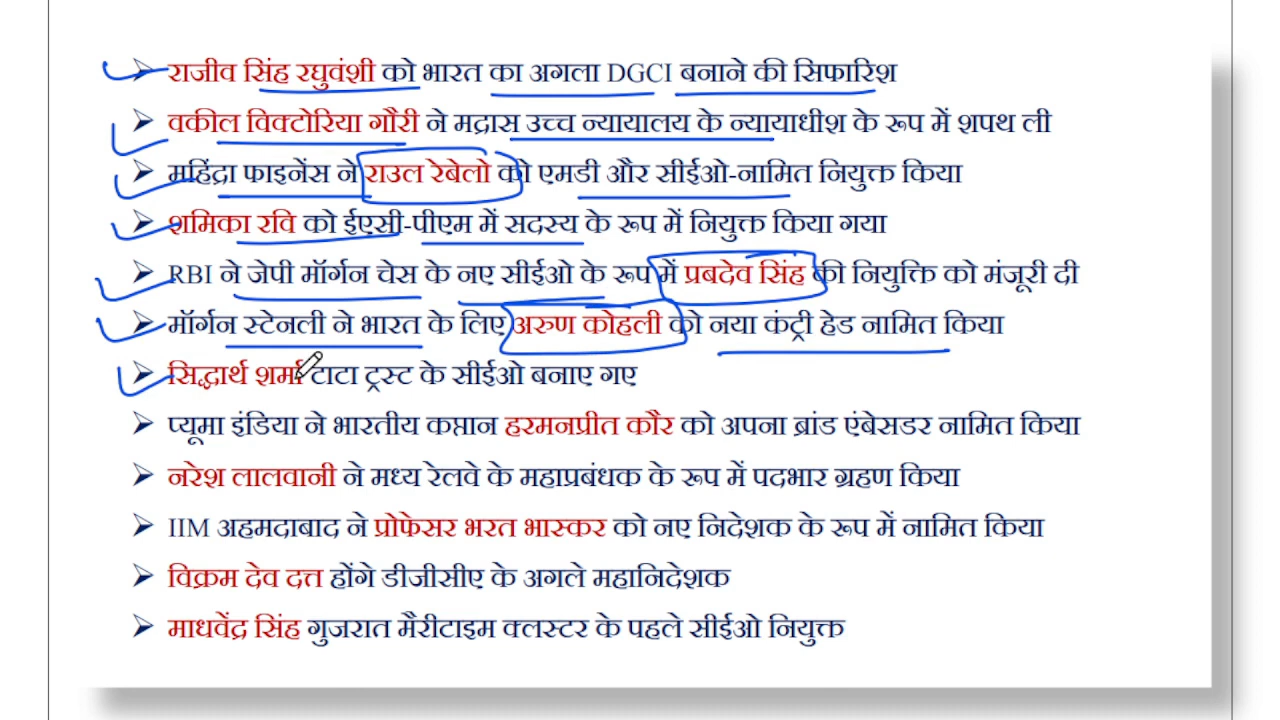 ➢ राजीव सिंह रघुवंशी को भारत का अगला DGCI बनाने की सिफारिश
➢ वकील विक्टोरिया गौरी ने मद्रास उच्च न्यायालय के न्यायाधीश के रूप में शपथ ली
➢ महिंद्रा फाइनेंस ने राउल रेबेलो को एमडी और सीईओ-नामित नियुक्त किया
➢ शमिका रवि को ईएसी-पीएम में सदस्य के रूप में नियुक्त किया गया
➢ RBI ने जेपी मॉर्गन चेस के नए सीईओ के रूप में प्रबदेव सिंह की नियुक्ति को मंजूरी दी
➢ मॉर्गन स्टेनली ने भारत के लिए अरुण कोहली को नया कंट्री हेड नामित किया
➢ सिद्धार्थ शर्मा टाटा ट्रस्ट के सीईओ बनाए गए
➢ प्यूमा इंडिया ने भारतीय कप्तान हरमनप्रीत कौर को अपना ब्रांड एंबेसडर नामित किया
➢ नरेश लालवानी ने मध्य रेलवे के महाप्रबंधक के रूप में पदभार ग्रहण किया
➢ IIM अहमदाबाद ने प्रोफेसर भरत भास्कर को नए निदेशक के रूप में नामित किया
➢ विक्रम देव दत्त होंगे डीजीसीए के अगले महानिदेशक
➢ माधवेंद्र सिंह गुजरात मैरीटाइम क्लस्टर के पहले सीईओ नियुक्त